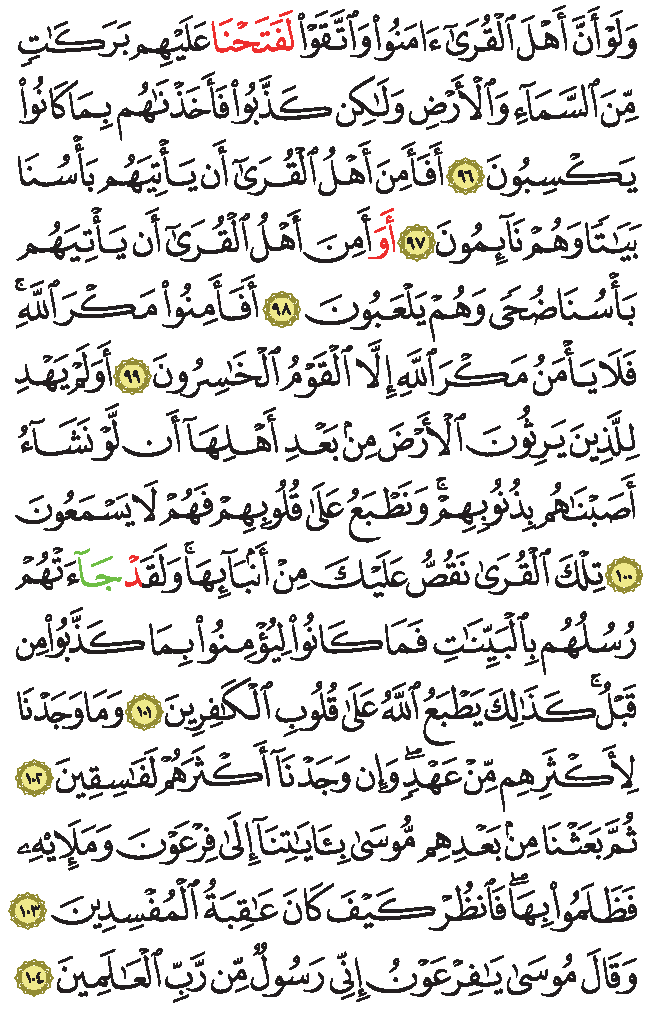 وَلَوۡ أَنَّ أَهۡلَ ٱلۡقُرَىٰٓ ءَامَنُواْ وَٱتَّقَوۡاْ لَفَتَحۡنَا عَلَيۡهِم بَرَكَٰتٖ
مِّنَ ٱلسَّمَآءِ وَٱلۡأَرۡضِ وَلَٰكِن كَذَّبُواْ فَأَخَذۡنَٰهُم بِمَا كَانُواْ
يَكۡسِبُونَ ٩٦ أَفَأَمِنَ أَهۡلُ ٱلۡقُرَىٰٓ أَن يَأۡتِيَهُم بَأۡسُنَا
بَيَٰتٗا وَهُمۡ نَآئِمُونَ ٩٧ أَوَ أَمِنَ أَهۡلُ ٱلۡقُرَىٰٓ أَن يَأۡتِيَهُم
بَأۡسُنَا ضُحٗى وَهُمۡ يَلۡعَبُونَ ٩٨ أَفَأَمِنُواْ مَكۡرَ ٱللَّهِۚ
فَلَا يَأۡمَنُ مَكۡرَ ٱللَّهِ إِلَّا ٱلۡقَوۡمُ ٱلۡخَٰسِرُونَ ٩٩ أَوَلَمۡ يَهۡدِ
لِلَّذِينَ يَرِثُونَ ٱلۡأَرۡضَ مِنۢ بَعۡدِ أَهۡلِهَآ أَن لَّوۡ نَشَآءُ
أَصَبۡنَٰهُم بِذُنُوبِهِمۡۚ وَنَطۡبَعُ عَلَىٰ قُلُوبِهِمۡ فَهُمۡ لَا يَسۡمَعُونَ
١٠٠ تِلۡكَ ٱلۡقُرَىٰ نَقُصُّ عَلَيۡكَ مِنۡ أَنۢبَآئِهَاۚ وَلَقَدۡ جَآءَتۡهُمۡ
رُسُلُهُم بِٱلۡبَيِّنَٰتِ فَمَا كَانُواْ لِيُؤۡمِنُواْ بِمَا كَذَّبُواْ مِن
قَبۡلُۚ كَذَٰلِكَ يَطۡبَعُ ٱللَّهُ عَلَىٰ قُلُوبِ ٱلۡكَٰفِرِينَ ١٠١ وَمَا وَجَدۡنَا
لِأَكۡثَرِهِم مِّنۡ عَهۡدٖۖ وَإِن وَجَدۡنَآ أَكۡثَرَهُمۡ لَفَٰسِقِينَ ١٠٢
ثُمَّ بَعَثۡنَا مِنۢ بَعۡدِهِم مُّوسَىٰ بِـَٔايَٰتِنَآ إِلَىٰ فِرۡعَوۡنَ وَمَلَإِيْهِۦ
فَظَلَمُواْ بِهَاۖ فَٱنظُرۡ كَيۡفَ كَانَ عَٰقِبَةُ ٱلۡمُفۡسِدِينَ ١٠٣
وَقَالَ مُوسَىٰ يَٰفِرۡعَوۡنُ إِنِّي رَسُولٞ مِّن رَّبِّ ٱلۡعَٰلَمِينَ ١٠٤